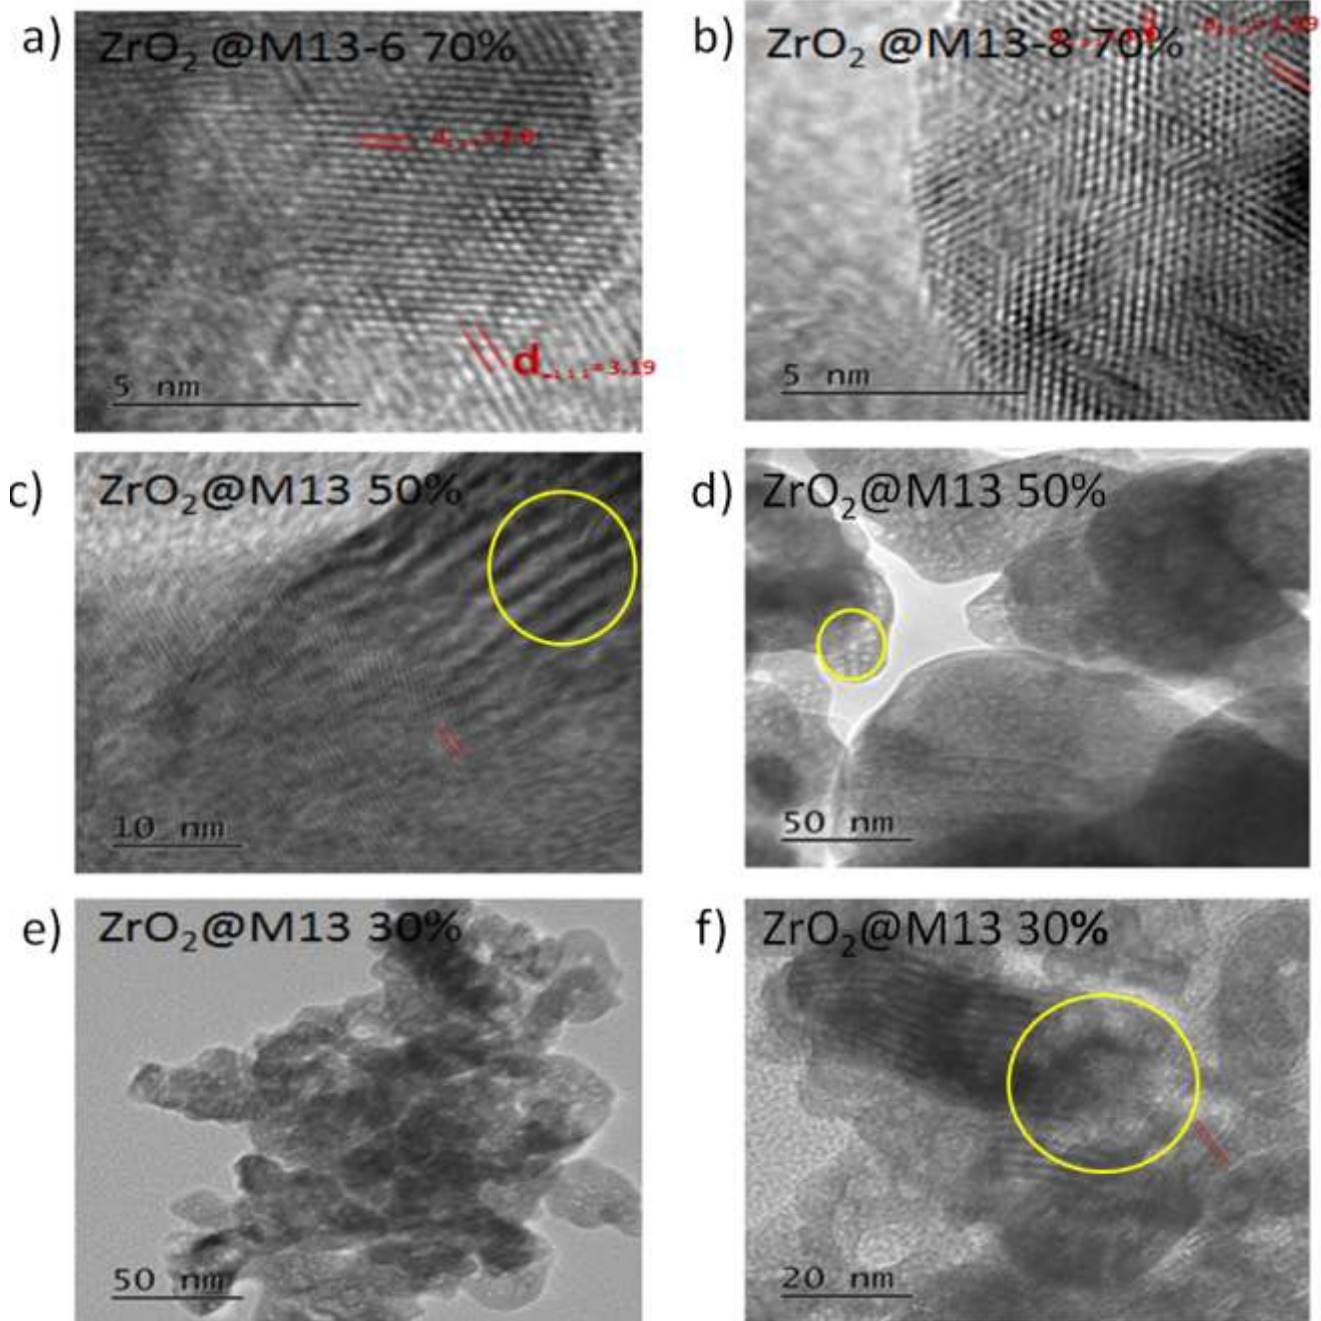 a)
ZrO₂ @M13-6 70%
d₋₁₁₁=3.19
5 nm
b)
ZrO₂ @M13-8 70%
5 nm
c)
ZrO₂@M13 50%
10 nm
d)
ZrO₂@M13 50%
50 nm
e)
ZrO₂@M13 30%
50 nm
f)
ZrO₂@M13 30%
20 nm